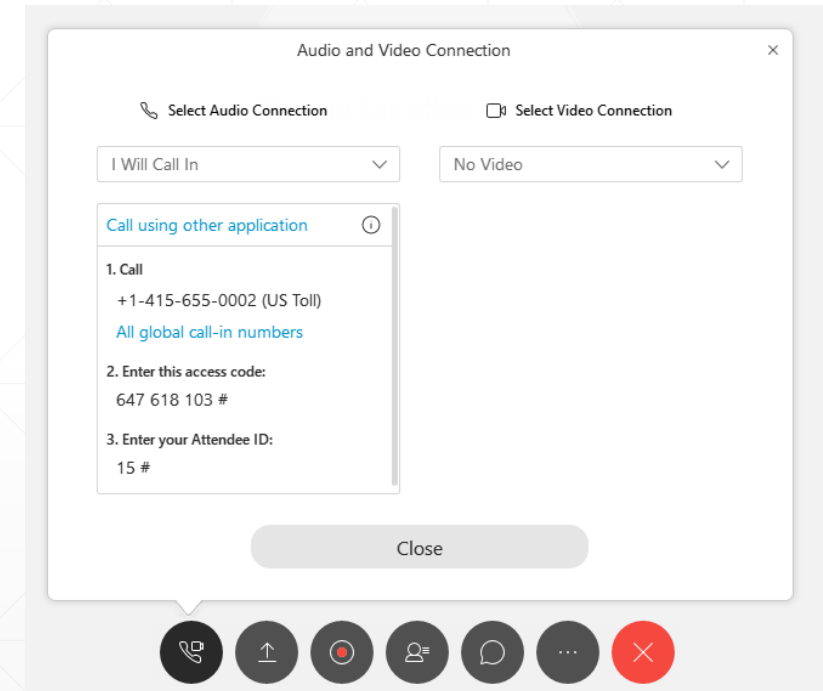 Audio and Video Connection
Select Audio Connection
Select Video Connection
I Will Call In
No Video
Call using other application
1. Call
+1-415-655-0002 (US Toll)
All global call-in numbers
2. Enter this access code:
647 618 103 #
3. Enter your Attendee ID:
15 #
Close